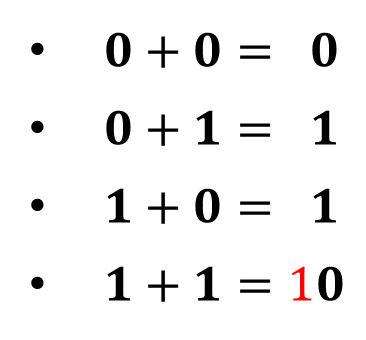 • 0 + 0 = 0
• 0 + 1 = 1
• 1 + 0 = 1
• 1 + 1 = 10